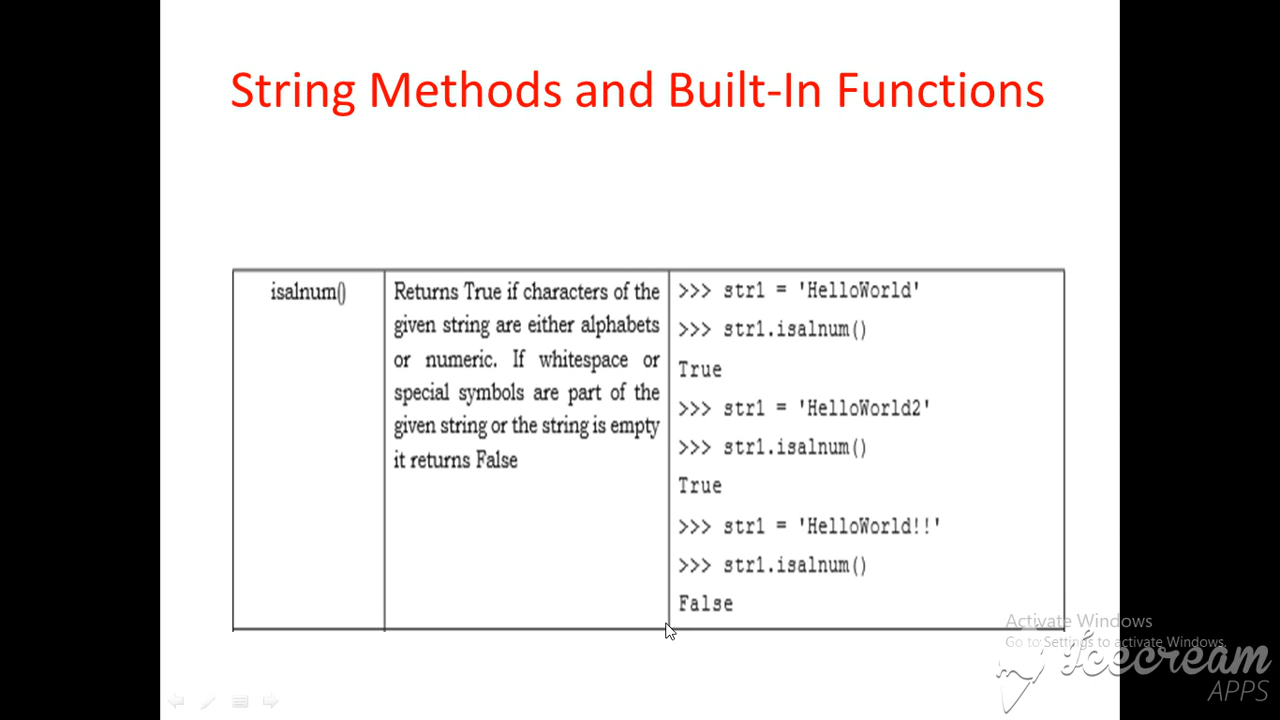 String Methods and Built-In Functions
isalnum()
Returns True if characters of the
given string are either alphabets
or numeric. If whitespace or
special symbols are part of the
given string or the string is empty
it returns False
>>> str1 = 'HelloWorld'
>>> str1.isalnum()
True
>>> str1 = 'HelloWorld2'
>>> str1.isalnum()
True
>>> str1 = 'HelloWorld!!'
>>> str1.isalnum()
False
Activate Windows
Go to Settings to activate Windows.
Icecream
APPS